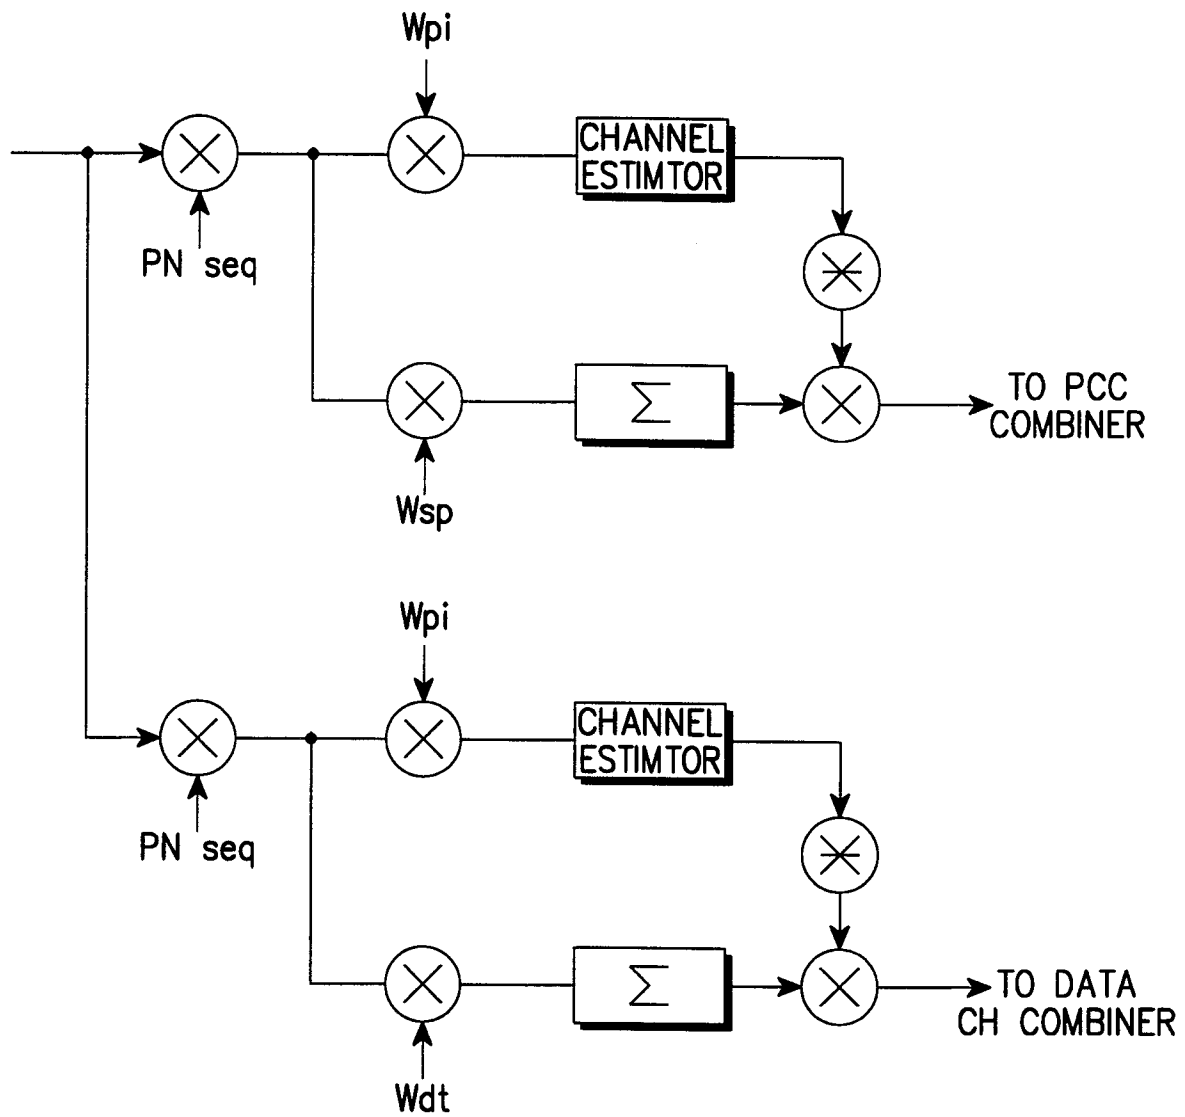 Wpi
CHANNEL
ESTIMTOR
PN seq
Σ
TO PCC
COMBINER
Wsp
Wpi
CHANNEL
ESTIMTOR
PN seq
Σ
TO DATA
CH COMBINER
Wdt